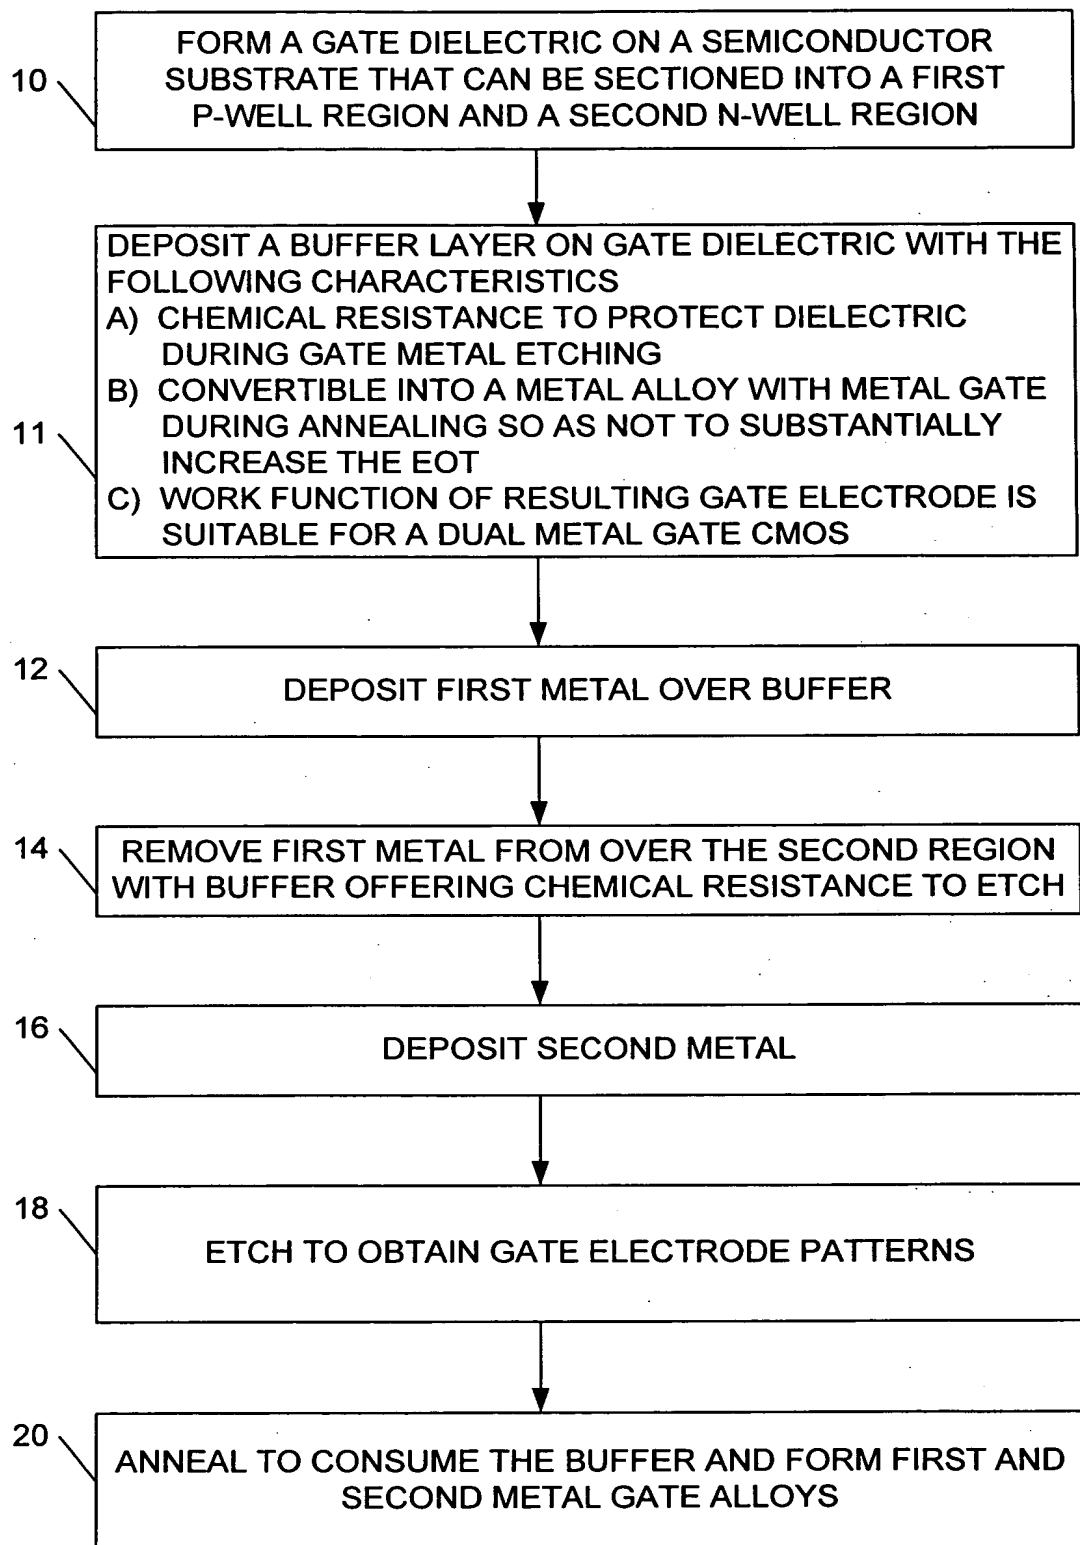 10
FORM A GATE DIELECTRIC ON A SEMICONDUCTOR
SUBSTRATE THAT CAN BE SECTIONED INTO A FIRST
P-WELL REGION AND A SECOND N-WELL REGION
11
DEPOSIT A BUFFER LAYER ON GATE DIELECTRIC WITH THE
FOLLOWING CHARACTERISTICS
A) CHEMICAL RESISTANCE TO PROTECT DIELECTRIC
DURING GATE METAL ETCHING
B) CONVERTIBLE INTO A METAL ALLOY WITH METAL GATE
DURING ANNEALING SO AS NOT TO SUBSTANTIALLY
INCREASE THE EOT
C) WORK FUNCTION OF RESULTING GATE ELECTRODE IS
SUITABLE FOR A DUAL METAL GATE CMOS
12
DEPOSIT FIRST METAL OVER BUFFER
14
REMOVE FIRST METAL FROM OVER THE SECOND REGION
WITH BUFFER OFFERING CHEMICAL RESISTANCE TO ETCH
16
DEPOSIT SECOND METAL
18
ETCH TO OBTAIN GATE ELECTRODE PATTERNS
20
ANNEAL TO CONSUME THE BUFFER AND FORM FIRST AND
SECOND METAL GATE ALLOYS